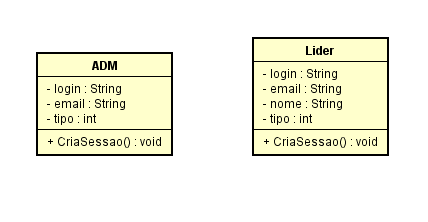 ADM
- login : String
- email : String
- tipo : int
+ CriaSessao() : void
Lider
- login : String
- email : String
- nome : String
- tipo : int
+ CriaSessao() : void